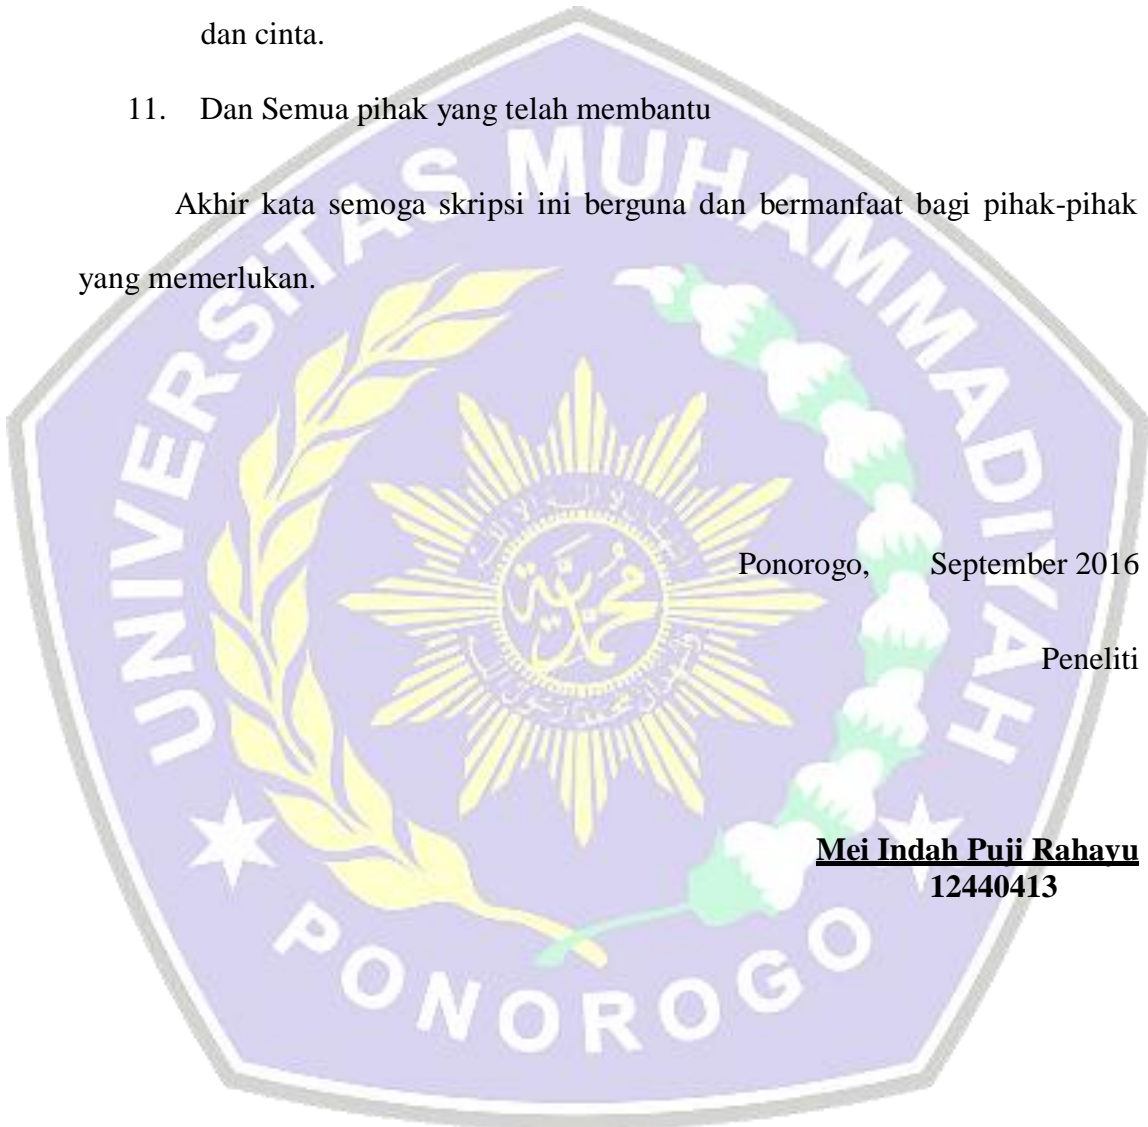 dan cinta.
11. Dan Semua pihak yang telah membantu
Akhir kata semoga skripsi ini berguna dan bermanfaat bagi pihak-pihak
yang memerlukan.
Ponorogo, September 2016
Peneliti
Mei Indah Puji Rahayu
12440413
UNIVERSITAS MUHAMMADIYAH
PONOROGO